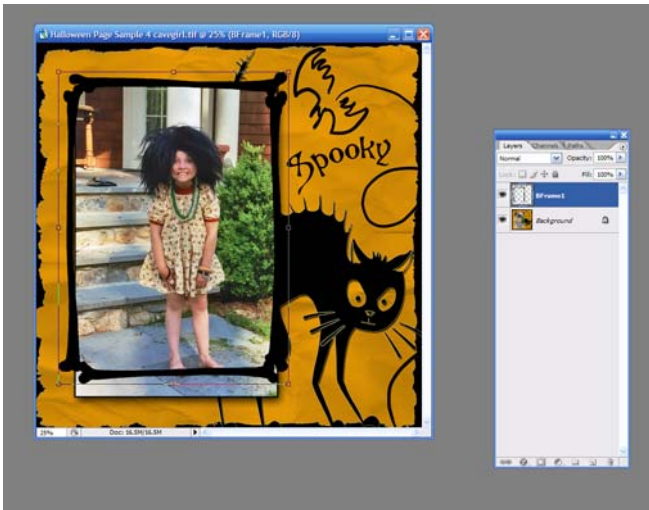 Halloween Page Sample 4 cavegirl.tif @ 25% (BFrame1, RGB/8)
Spooky
25%
Doc: 16.5M/16.5M
Layers
Channels
Paths
Normal
Opacity: 100%
Lock:
Fill: 100%
BFrame1
Background